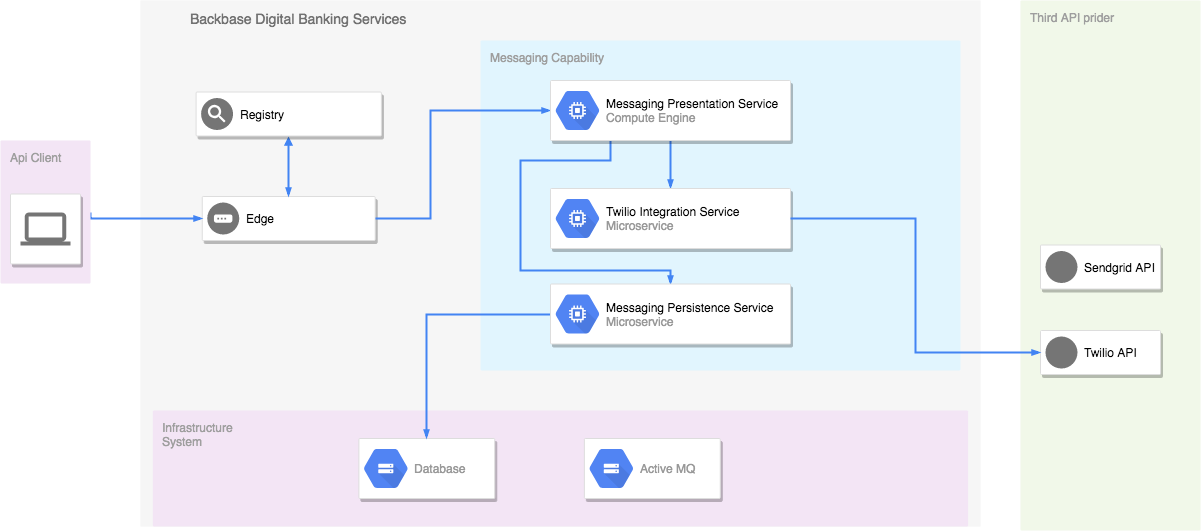 Backbase Digital Banking Services
Third API prider
Messaging Capability
Messaging Presentation Service
Compute Engine
Registry
Api Client
Edge
Twilio Integration Service
Microservice
Sendgrid API
Messaging Persistence Service
Microservice
Twilio API
Infrastructure
System
Database
Active MQ